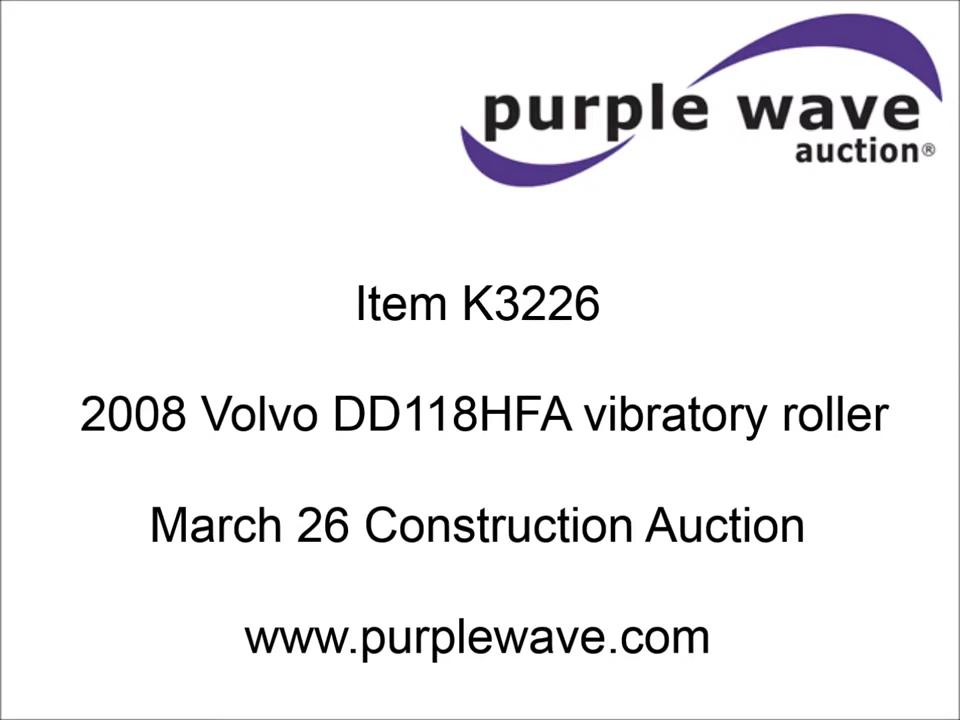 purple wave
auction®
Item K3226
2008 Volvo DD118HFA vibratory roller
March 26 Construction Auction
www.purplewave.com